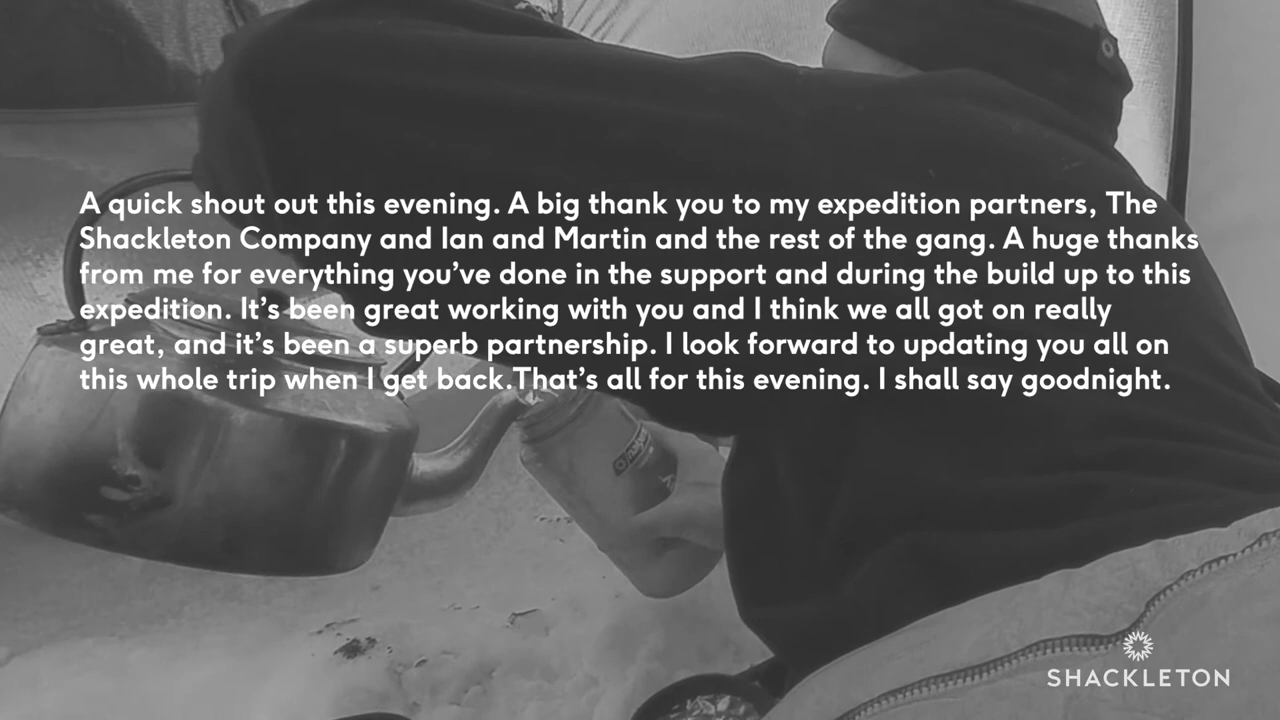 A quick shout out this evening. A big thank you to my expedition partners, The
Shackleton Company and Ian and Martin and the rest of the gang. A huge thanks
from me for everything you’ve done in the support and during the build up to this
expedition. It’s been great working with you and I think we all got on really
great, and it’s been a superb partnership. I look forward to updating you all on
this whole trip when I get back.That’s all for this evening. I shall say goodnight.
SHACKLETON